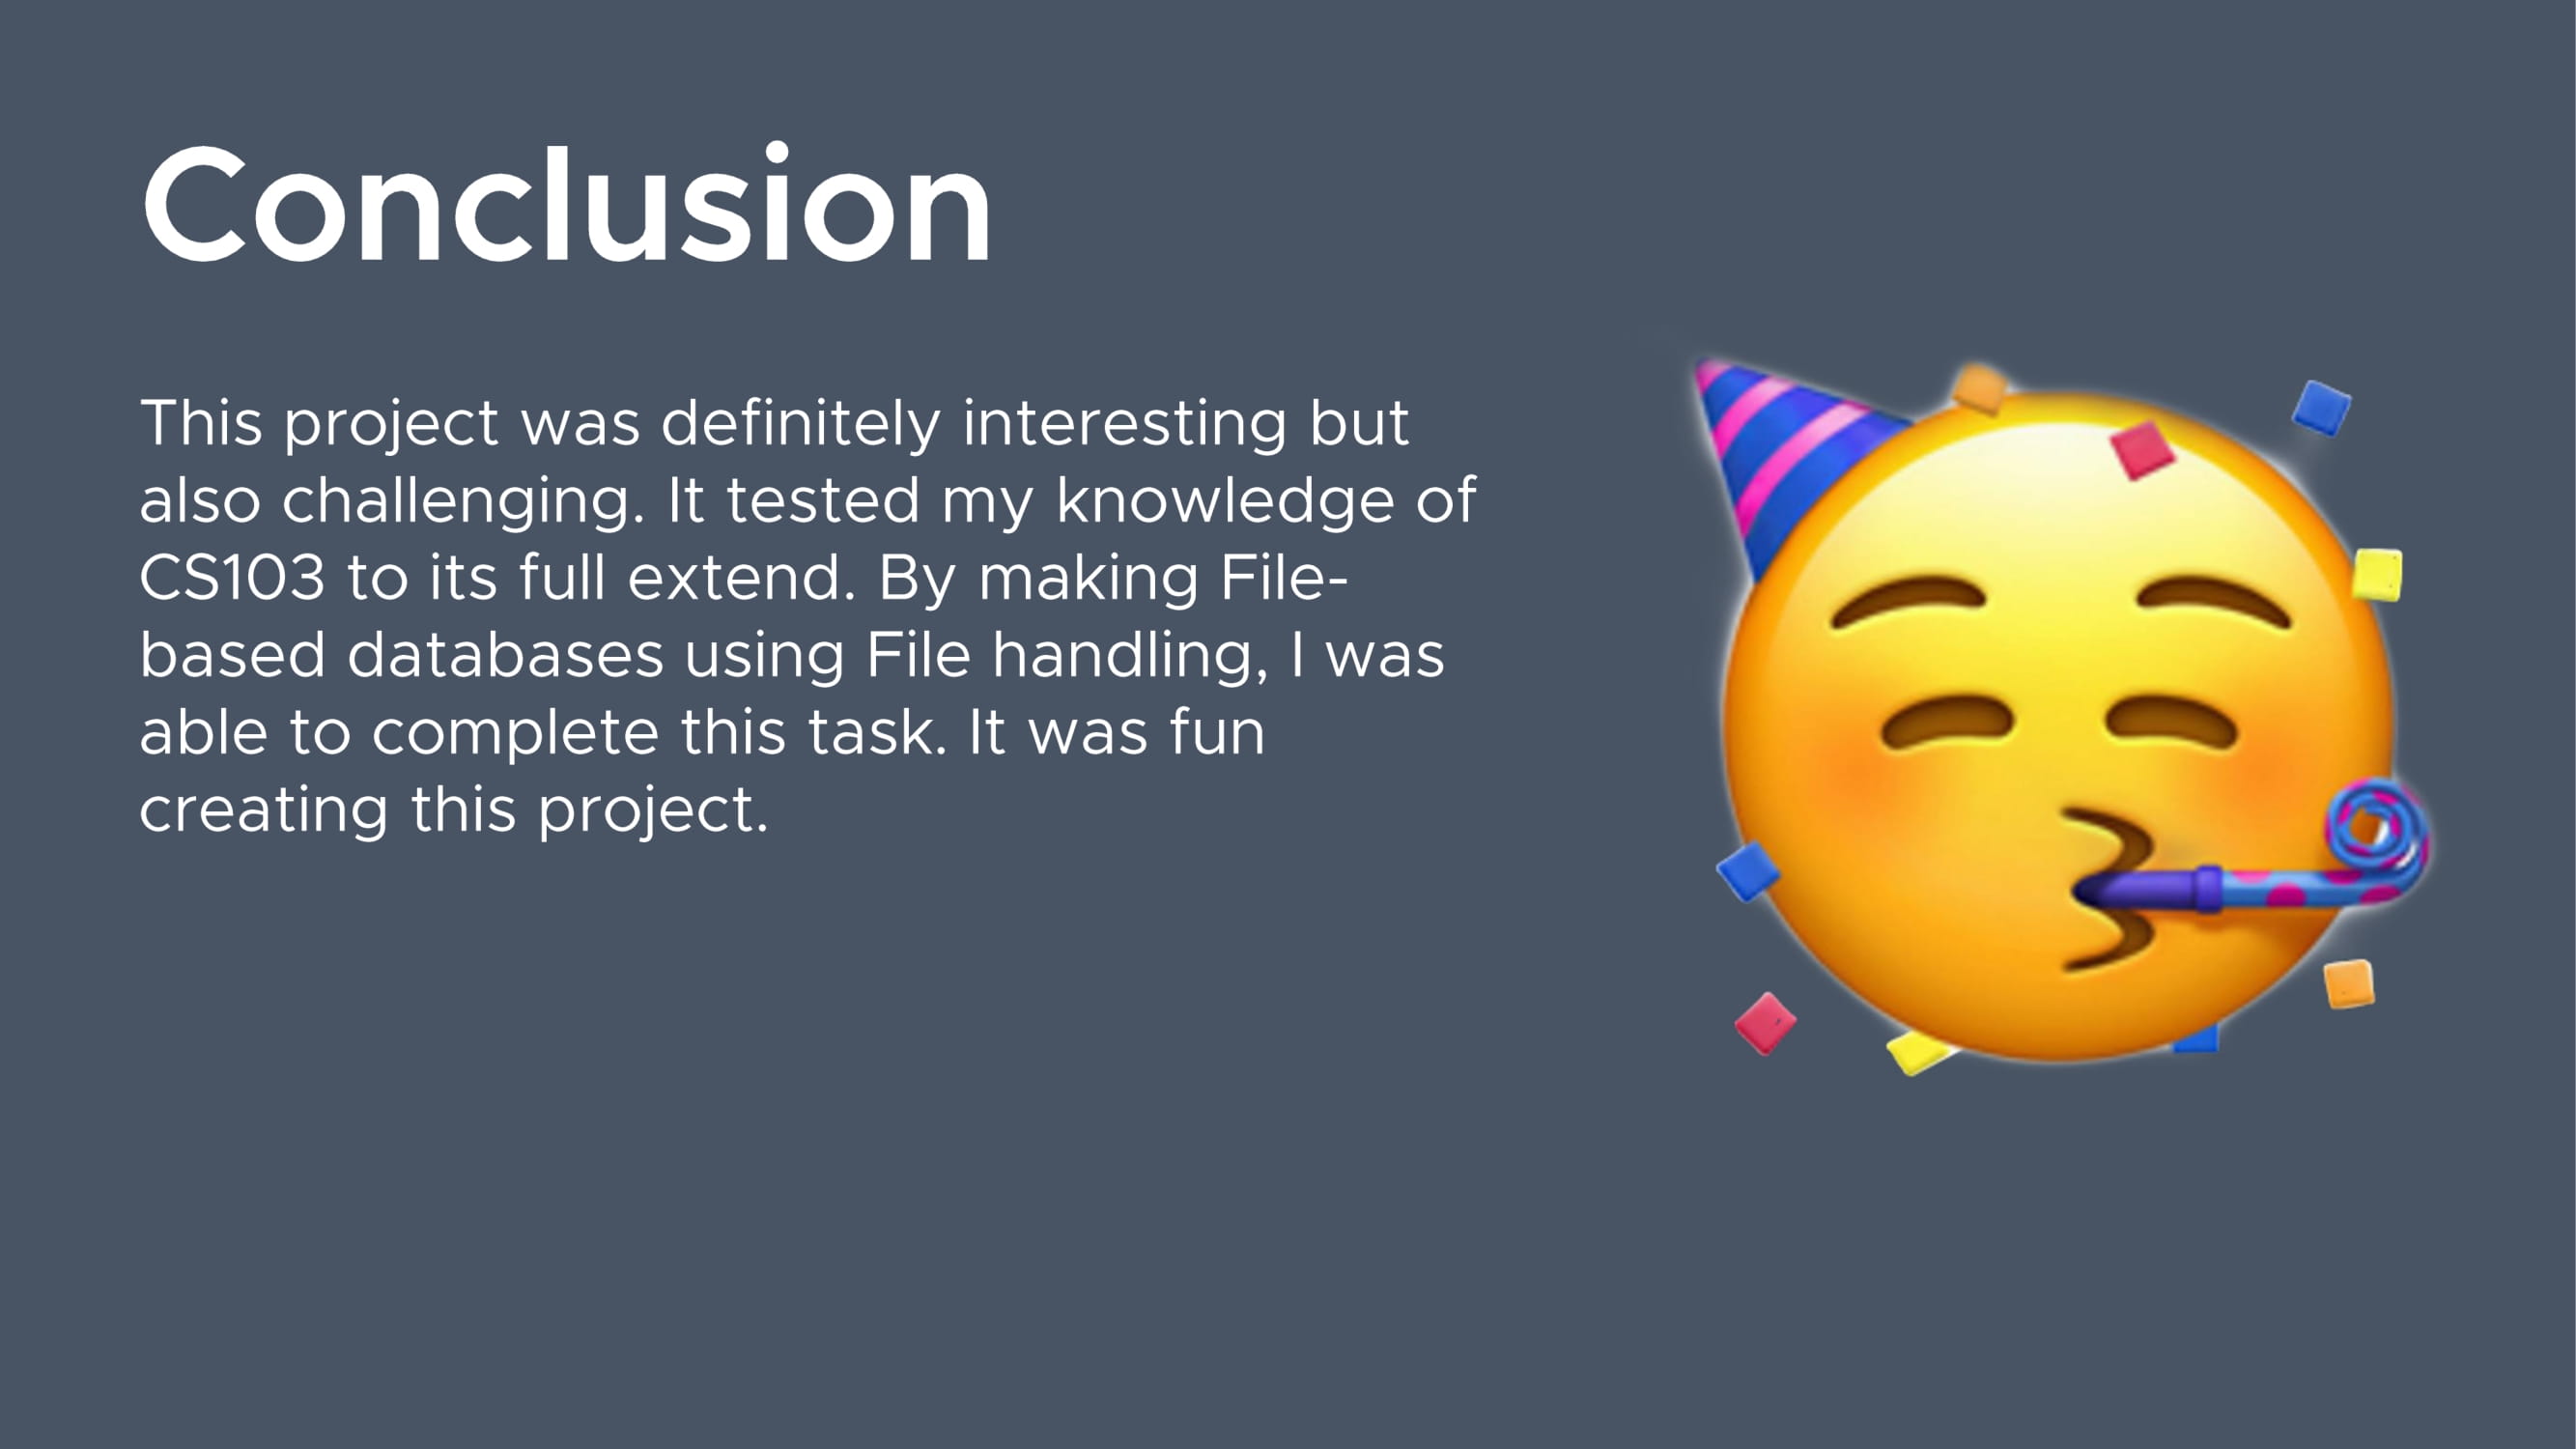 Conclusion
This project was definitely interesting but
also challenging. It tested my knowledge of
CS103 to its full extend. By making File-
based databases using File handling, I was
able to complete this task. It was fun
creating this project.